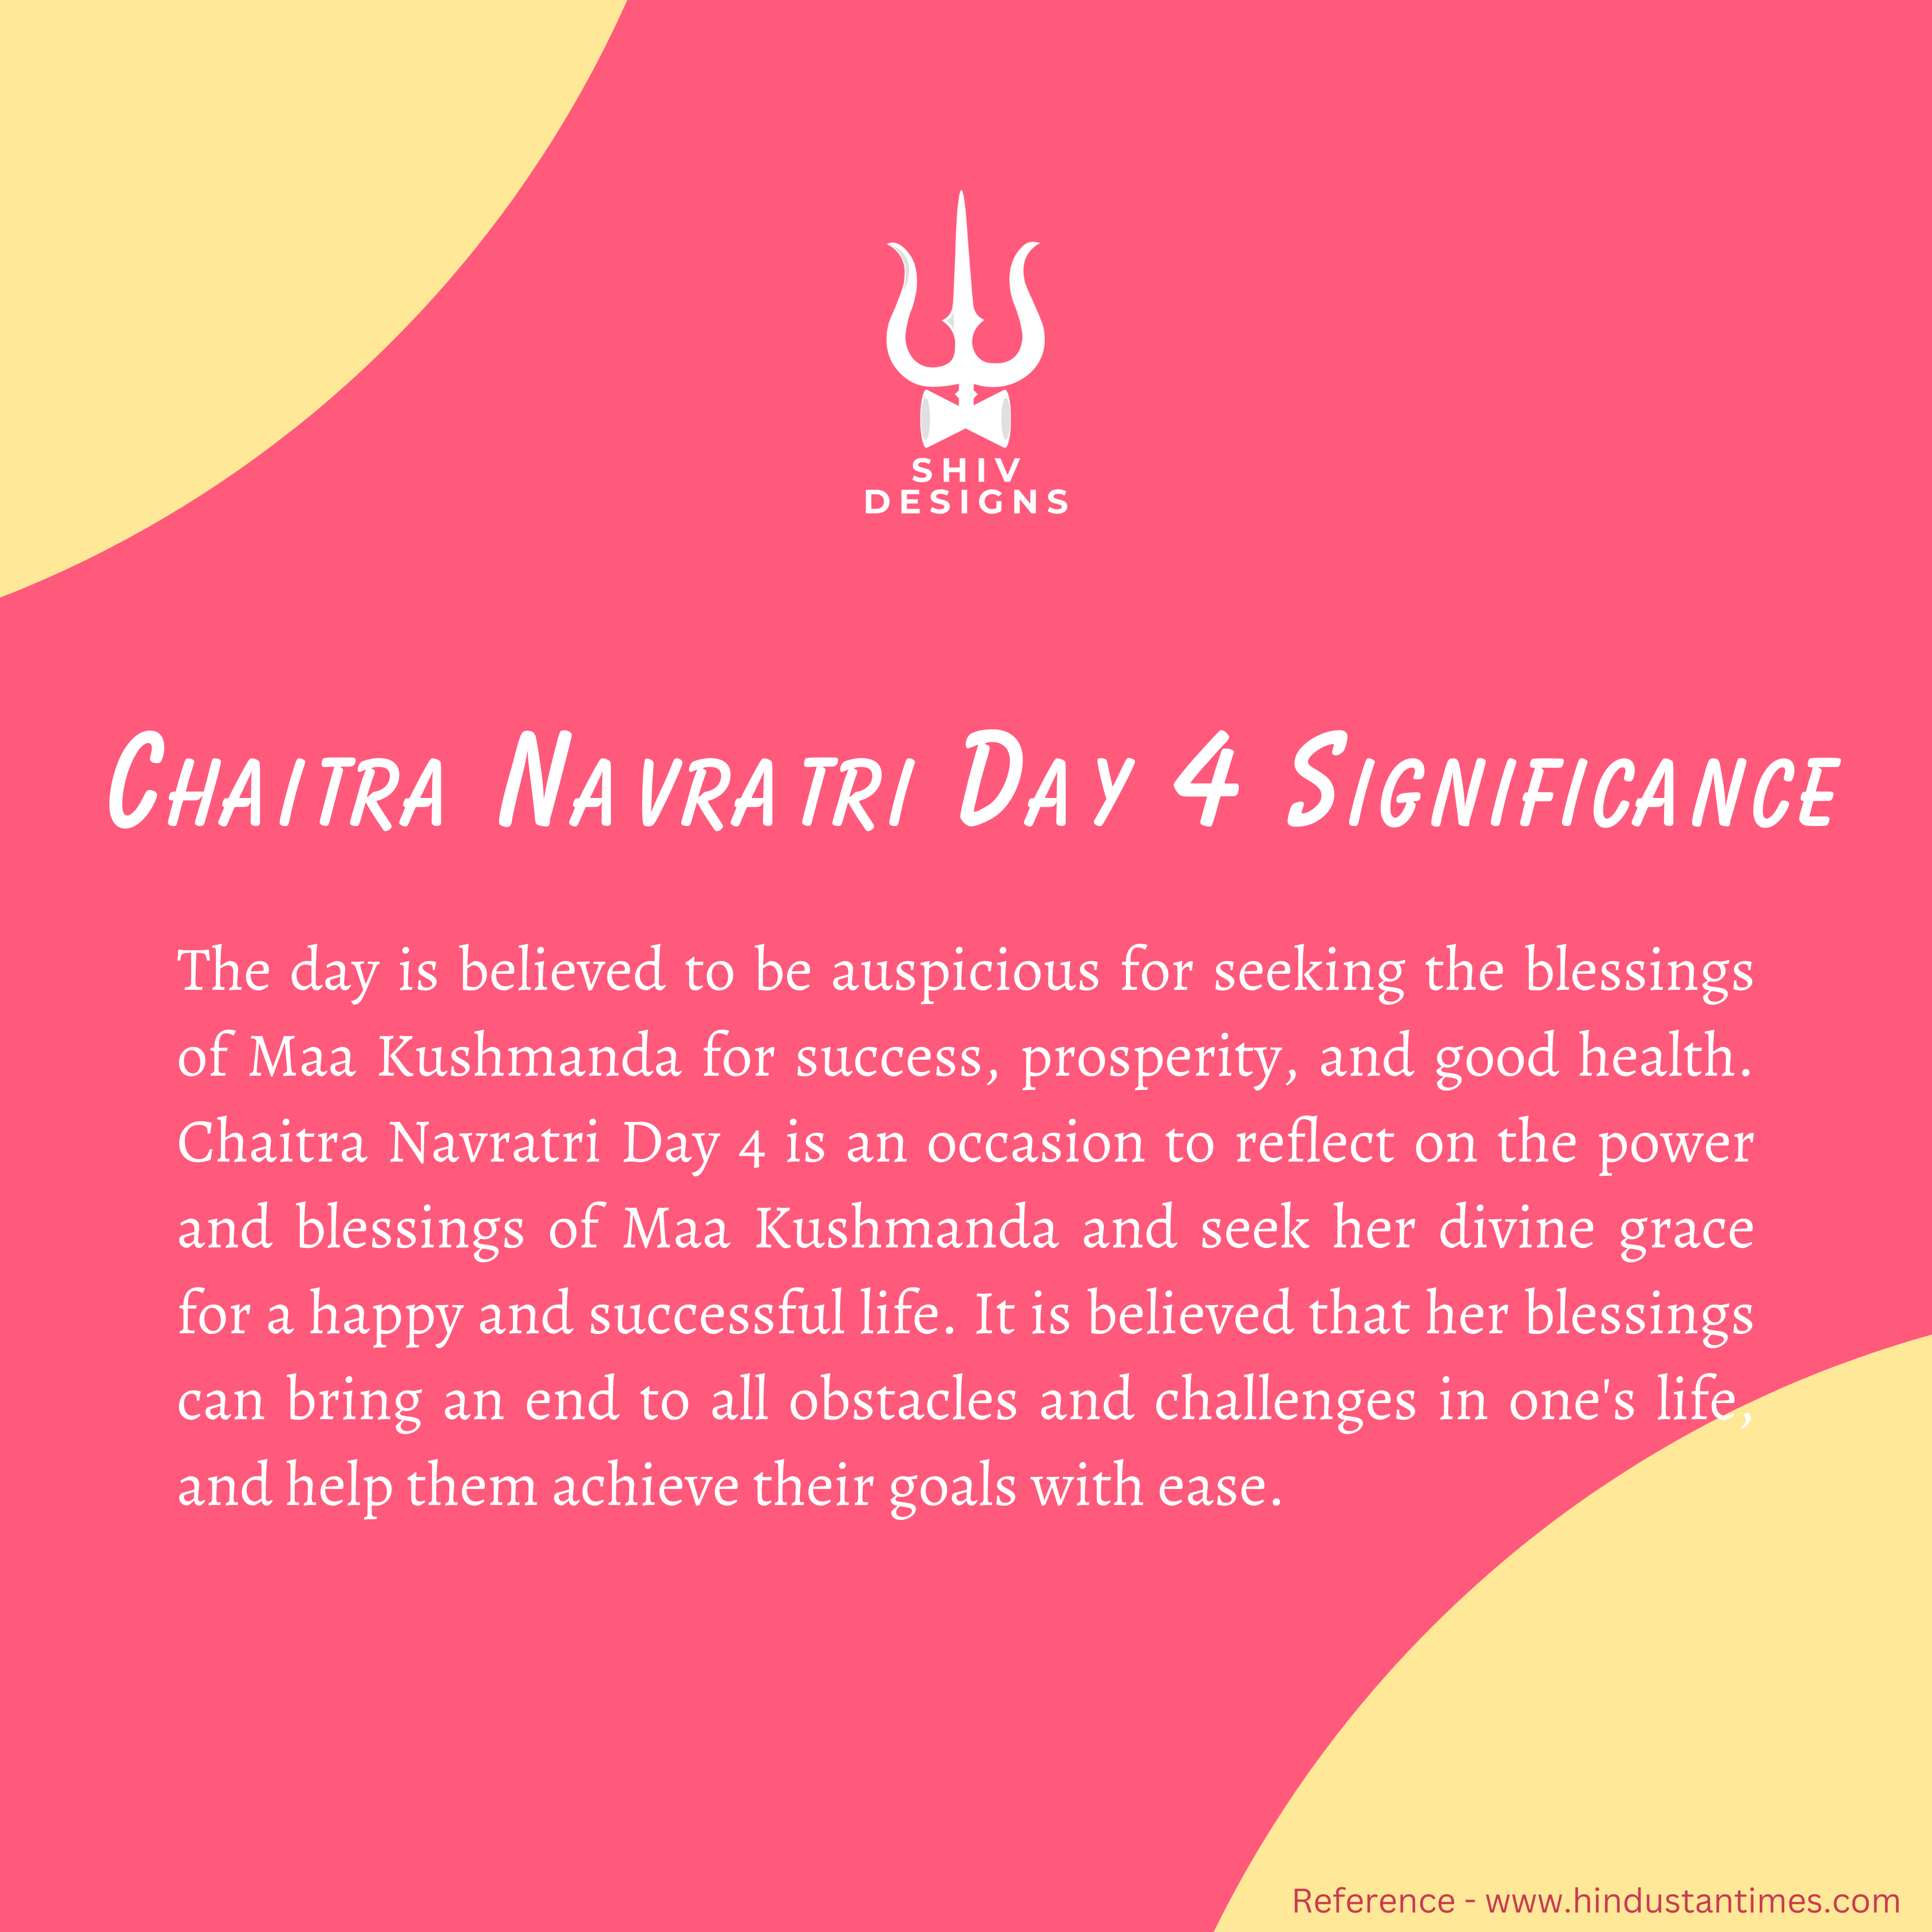 SHIV
DESIGNS
Chaitra Navratri Day 4 Significance
The day is believed to be auspicious for seeking the blessings
of Maa Kushmanda for success, prosperity, and good health.
Chaitra Navratri Day 4 is an occasion to reflect on the power
and blessings of Maa Kushmanda and seek her divine grace
for a happy and successful life. It is believed that her blessings
can bring an end to all obstacles and challenges in one's life,
and help them achieve their goals with ease.
Reference - www.hindustantimes.com